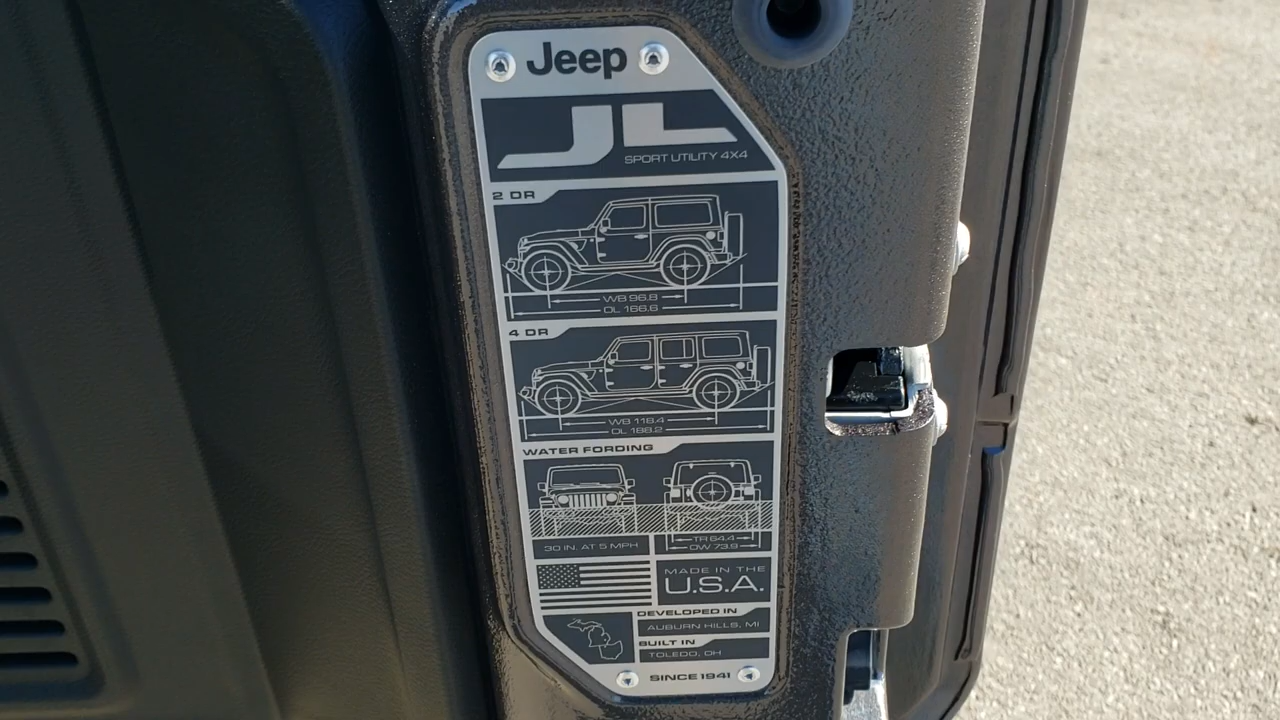 Jeep
JL
SPORT UTILITY 4X4
2 DR
WB 96.8
OL 166.6
4 DR
WB 118.4
OL 188.2
WATER FORDING
30 IN. AT 5 MPH
TR 64.4
OW 73.9
MADE IN THE
U.S.A.
DEVELOPED IN
AUBURN HILLS, MI
BUILT IN
TOLEDO, OH
SINCE 1941